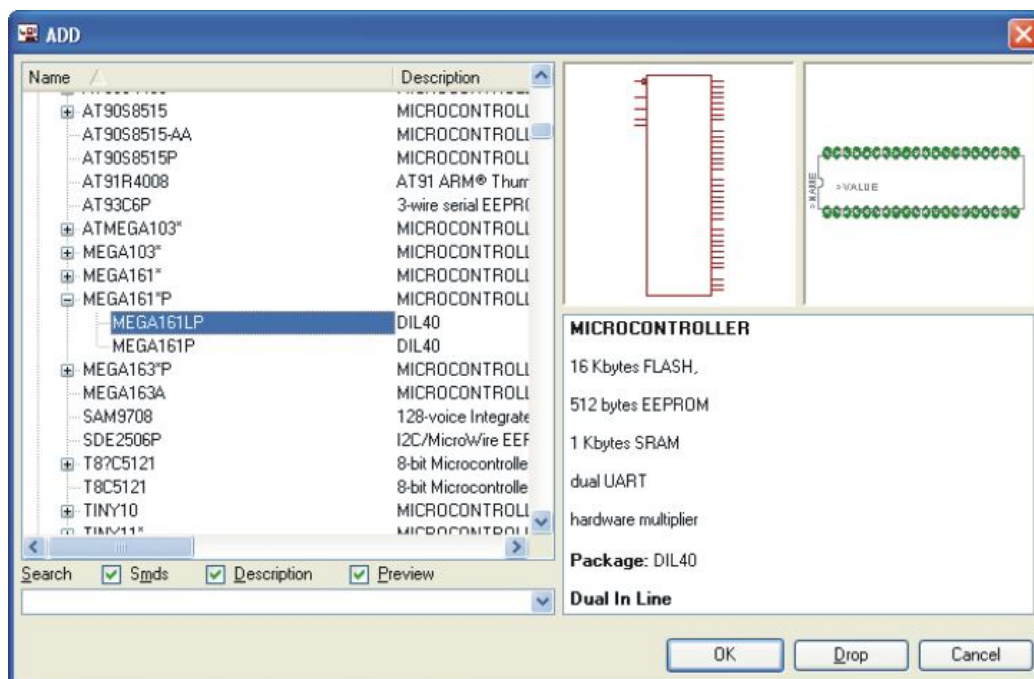 ADD
Name Description
AT90S8515 MICROCONTROLL
AT90S8515-AA MICROCONTROLL
AT90S8515P MICROCONTROLL
AT91R4008 AT91 ARM® Thum
AT93C6P 3-wire serial EEPR
ATMEGA103* MICROCONTROLL
MEGA103* MICROCONTROLL
MEGA161* MICROCONTROLL
MEGA161*P MICROCONTROLL
MEGA161LP DIL40
MEGA161P DIL40
MEGA163*P MICROCONTROLL
MEGA163A MICROCONTROLL
SAM9708 128-voice Integrate
SDE2506P I2C/MicroWire EEF
T8?C5121 8-bit Microcontrolle
T8C5121 8-bit Microcontrolle
TINY10 MICROCONTROLL
TINY11* MICROCONTROLL
Search Smds Description Preview
>NAME
>VALUE
MICROCONTROLLER
16 Kbytes FLASH,
512 bytes EEPROM
1 Kbytes SRAM
dual UART
hardware multiplier
Package: DIL40
Dual In Line
OK Drop Cancel